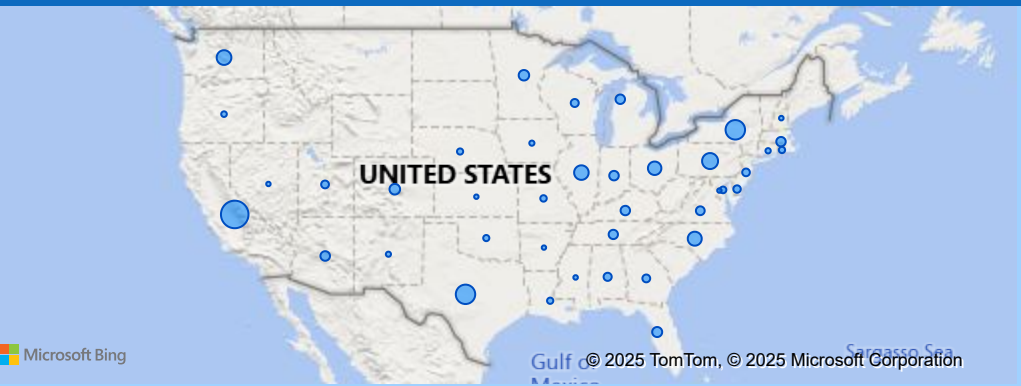 UNITED STATES
Microsoft Bing
Sargasso Sea
Gulf of
© 2025 TomTom, © 2025 Microsoft Corporation
Mexico